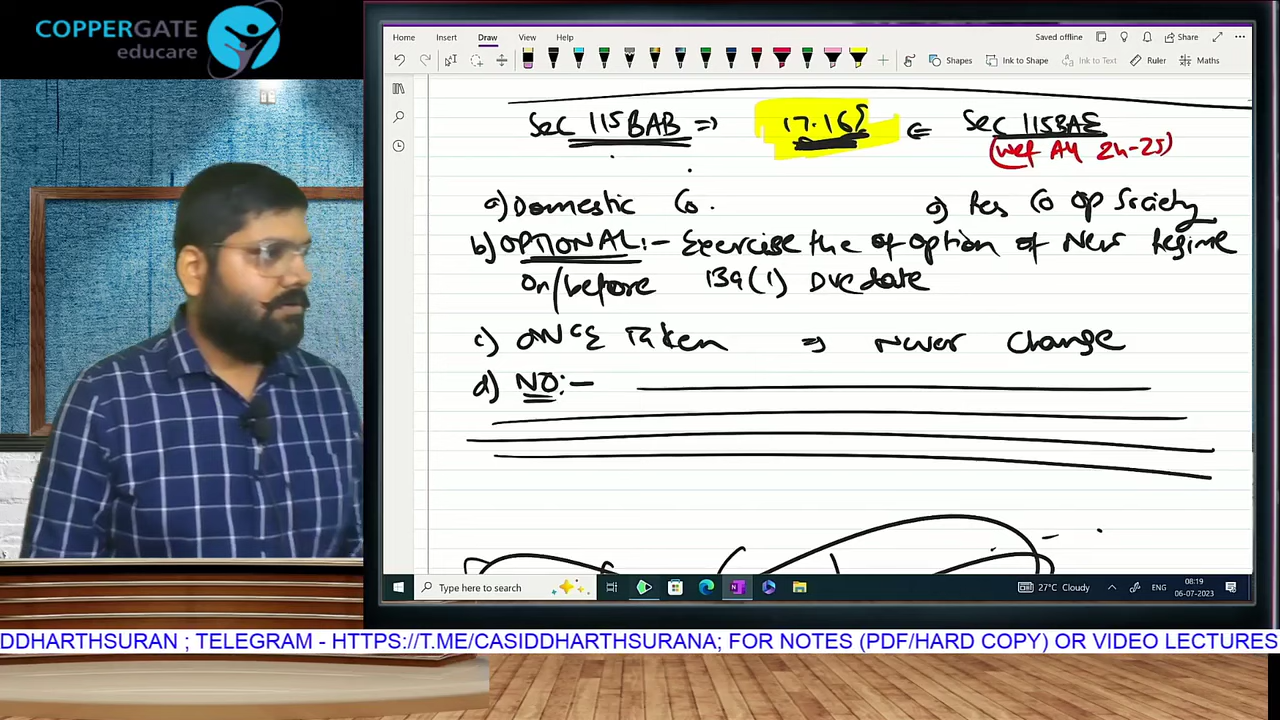 COPPERGATE
educare
Home Insert Draw View Help
Saved offline
Share
Shapes Ink to Shape Ink to Text Ruler Maths
Sec 115BAB ⇒ 17.16% ⇐ Sec 115BAE
(wef AY 24-25)
a) Domestic Co. a) Res Co Op Society
b) OPTIONAL:- Exercise the of option of New Regime
on/before 139(1) Due date
c) ONCE Taken ⇒ Never change
d) NO:-
Type here to search
27°C Cloudy
ENG
08:19
06-07-2023
DDHARTHSURAN ; TELEGRAM - HTTPS://T.ME/CASIDDHARTHSURANA; FOR NOTES (PDF/HARD COPY) OR VIDEO LECTURES